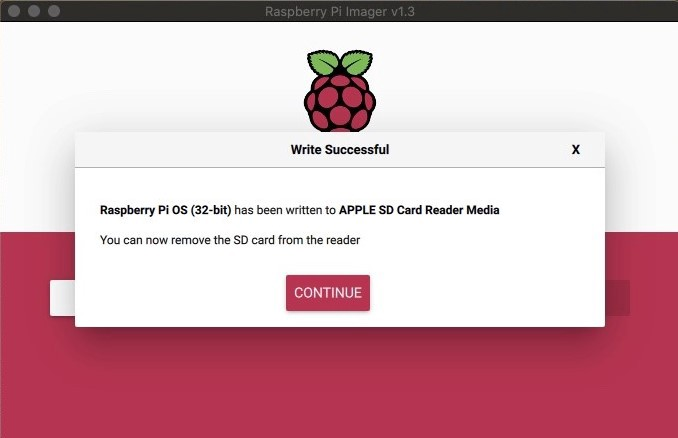 Raspberry Pi Imager v1.3
Write Successful
X
Raspberry Pi OS (32-bit) has been written to APPLE SD Card Reader Media
You can now remove the SD card from the reader
CONTINUE